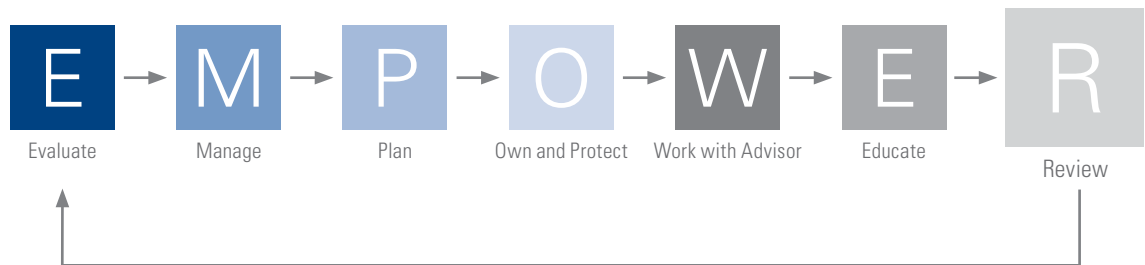 E M P O W E R
Evaluate Manage Plan Own and Protect Work with Advisor Educate Review